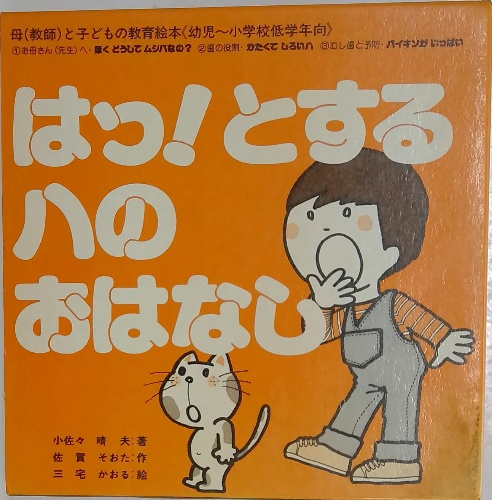 母(教師)と子どもの教育絵本《幼児～小学校低学年向》
①お母さん(先生)へ・ぼく どうして ムシバなの? ②歯の役割・かたくて しろいハ ③むし歯と予防・バイキンが いっぱい
はっ!とする
ハの
おはなし
小佐々 晴夫:著
佐賀 そおた:作
三宅 かおる:絵